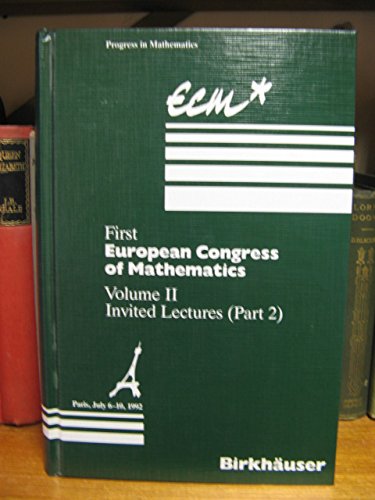 Progress in Mathematics
ECM*
First
European Congress
of Mathematics
Volume II
Invited Lectures (Part 2)
Paris, July 6-10, 1992
Birkhäuser
QUEEN